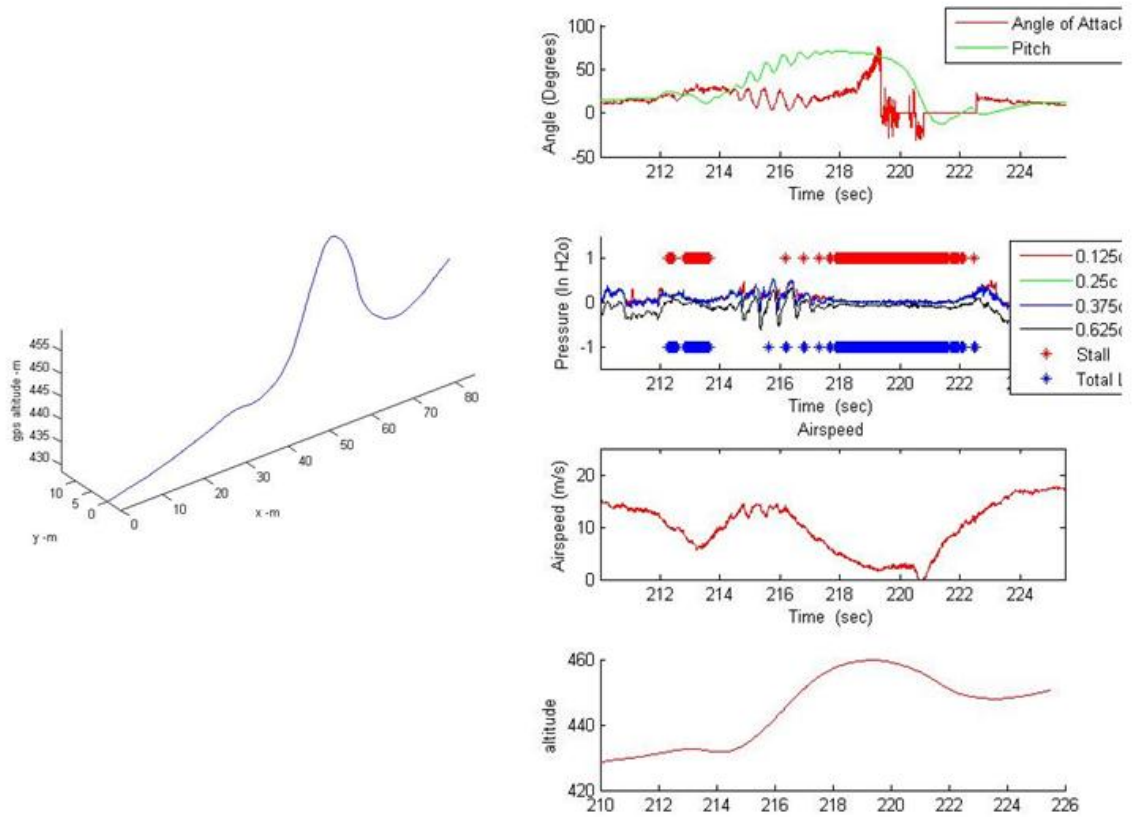 455
450
445
440
435
430
gps altitude -m
10
5
0
y -m
0
10
20
30
40
50
60
70
80
x -m
100
50
0
-50
Angle (Degrees)
Angle of Attack
Pitch
212 214 216 218 220 222 224
Time (sec)
1
0
-1
Pressure (In H2o)
0.125c
0.25c
0.375c
0.625c
Stall
Total L
212 214 216 218 220 222
Time (sec)
Airspeed
20
10
0
Airspeed (m/s)
212 214 216 218 220 222 224
Time (sec)
460
440
420
altitude
210 212 214 216 218 220 222 224 226